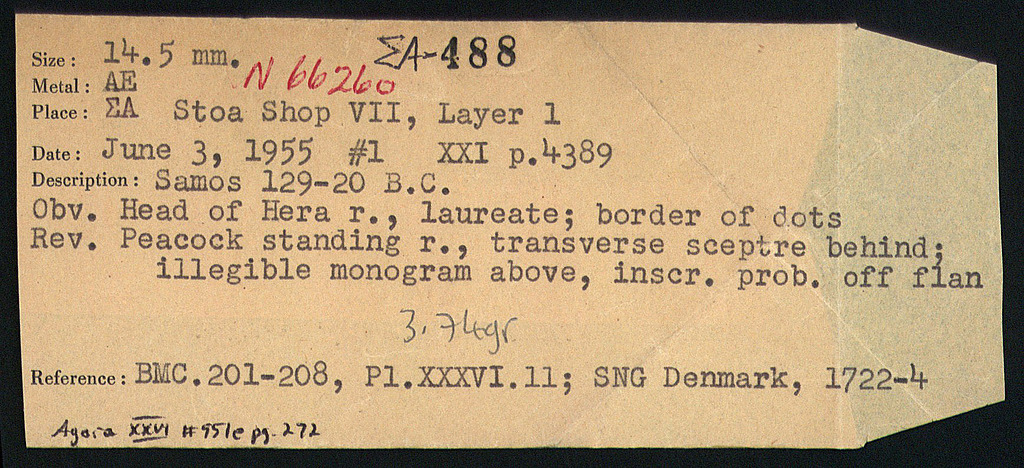 Size: 14.5 mm. ΣA-488
Metal: AE N 66260
Place: ΣA Stoa Shop VII, Layer 1
Date: June 3, 1955 #1 XXI p.4389
Description: Samos 129-20 B.C.
Obv. Head of Hera r., laureate; border of dots
Rev. Peacock standing r., transverse sceptre behind;
illegible monogram above, inscr. prob. off flan
3.74gr
Reference: BMC.201-208, Pl.XXXVI.11; SNG Denmark, 1722-4
Agora XXVI #951e pg. 272